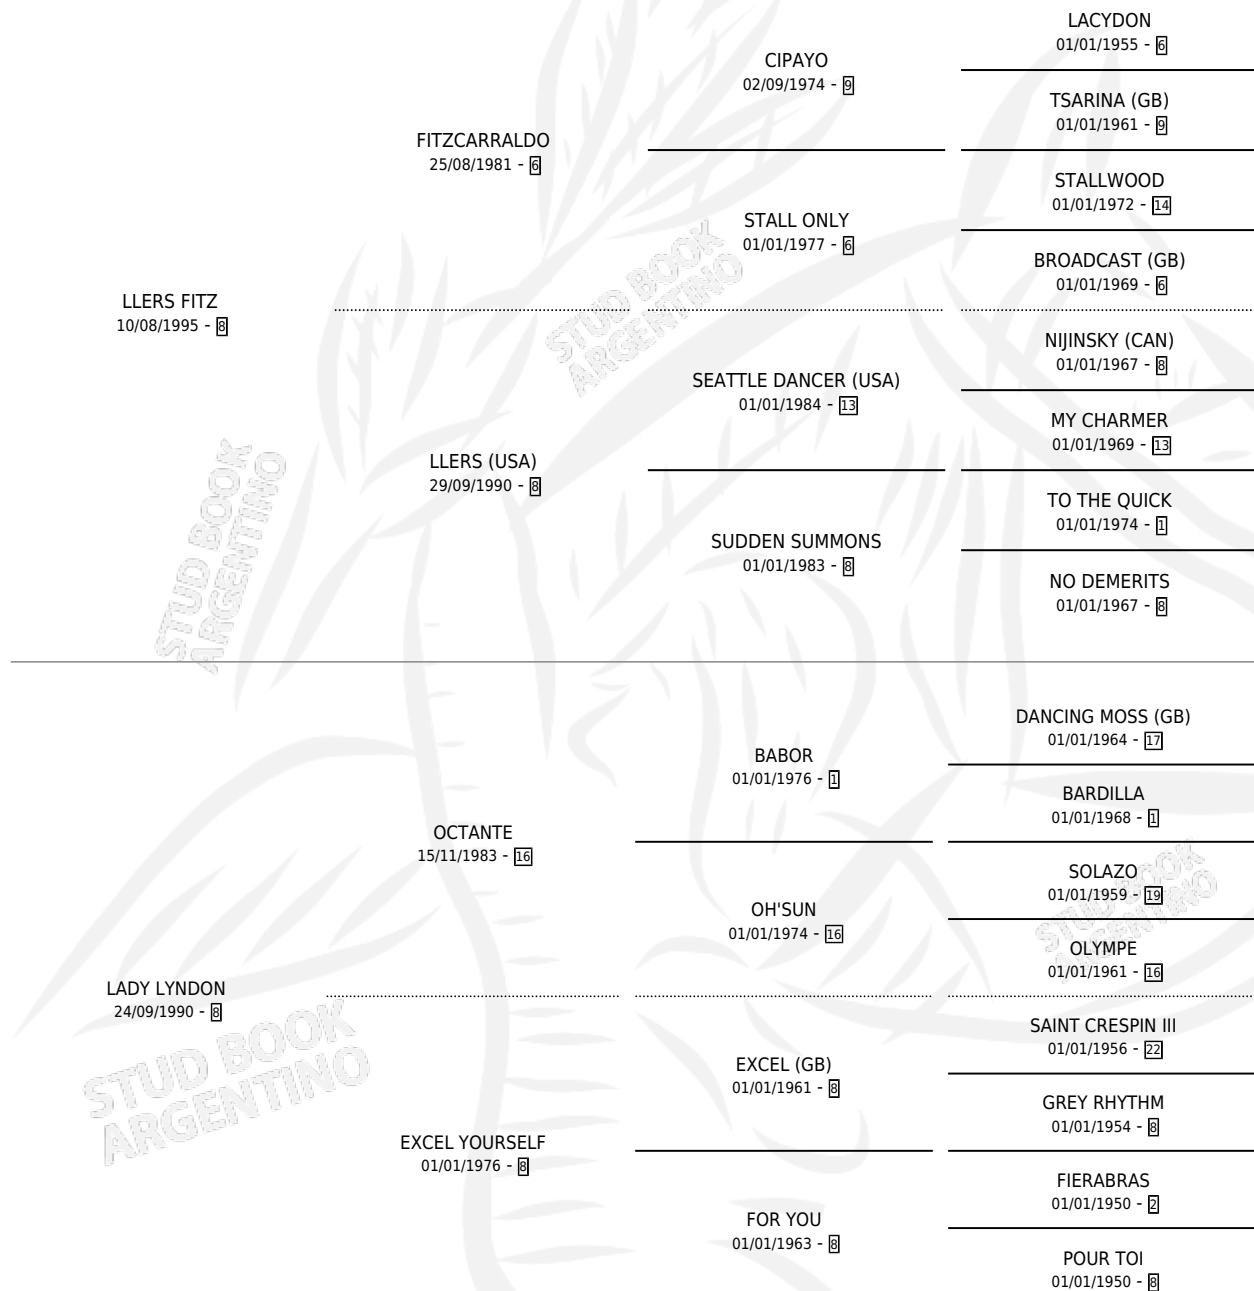 LACYDON
01/01/1955 - 6
CIPAYO
02/09/1974 - 9
TSARINA (GB)
01/01/1961 - 9
FITZCARRALDO
25/08/1981 - 6
STALLWOOD
01/01/1972 - 14
STALL ONLY
01/01/1977 - 6
BROADCAST (GB)
01/01/1969 - 6
LLERS FITZ
10/08/1995 - 8
NIJINSKY (CAN)
01/01/1967 - 8
SEATTLE DANCER (USA)
01/01/1984 - 13
MY CHARMER
01/01/1969 - 13
LLERS (USA)
29/09/1990 - 8
TO THE QUICK
01/01/1974 - 1
SUDDEN SUMMONS
01/01/1983 - 8
NO DEMERITS
01/01/1967 - 8
DANCING MOSS (GB)
01/01/1964 - 17
BABOR
01/01/1976 - 1
BARDILLA
01/01/1968 - 1
OCTANTE
15/11/1983 - 16
SOLAZO
01/01/1959 - 19
OH'SUN
01/01/1974 - 16
OLYMPE
01/01/1961 - 16
LADY LYNDON
24/09/1990 - 8
SAINT CRESPIN III
01/01/1956 - 22
EXCEL (GB)
01/01/1961 - 8
GREY RHYTHM
01/01/1954 - 8
EXCEL YOURSELF
01/01/1976 - 8
FIERABRAS
01/01/1950 - 2
FOR YOU
01/01/1963 - 8
POUR TOI
01/01/1950 - 8
STUD BOOK
ARGENTINO
STUD BOOK
ARGENTINO
STUD BOOK
ARGENTINO
STUD BOOK
ARGENTINO